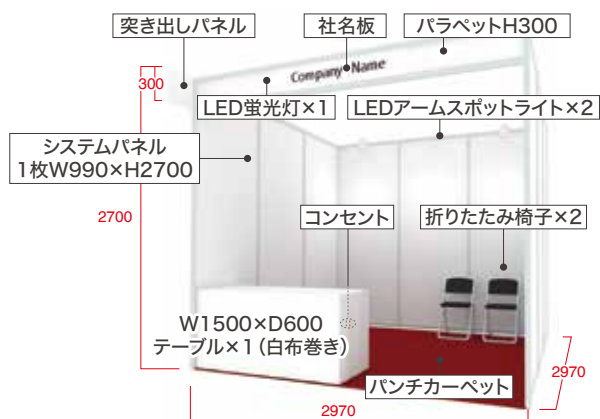 突き出しパネル
社名板
パラペットH300
Company Name
300
LED蛍光灯×1
LEDアームスポットライト×2
システムパネル
1枚W990×H2700
2700
コンセント
折りたたみ椅子×2
W1500×D600
テーブル×1(白布巻き)
パンチカーペット
2970
2970